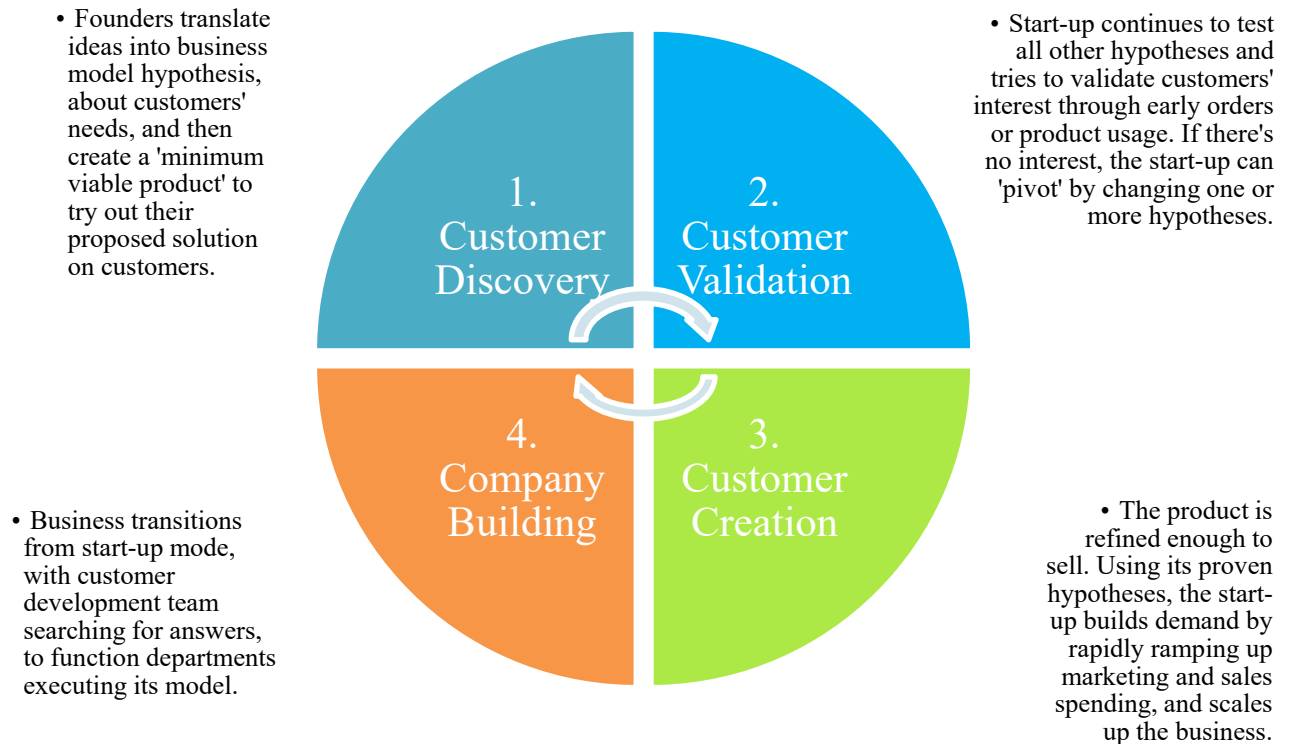 • Founders translate
ideas into business
model hypothesis,
about customers'
needs, and then
create a 'minimum
viable product' to
try out their
proposed solution
on customers.
1.
Customer
Discovery
2.
Customer
Validation
• Start-up continues to test
all other hypotheses and
tries to validate customers'
interest through early orders
or product usage. If there's
no interest, the start-up can
'pivot' by changing one or
more hypotheses.
• Business transitions
from start-up mode,
with customer
development team
searching for answers,
to function departments
executing its model.
4.
Company
Building
3.
Customer
Creation
• The product is
refined enough to
sell. Using its proven
hypotheses, the start-
up builds demand by
rapidly ramping up
marketing and sales
spending, and scales
up the business.